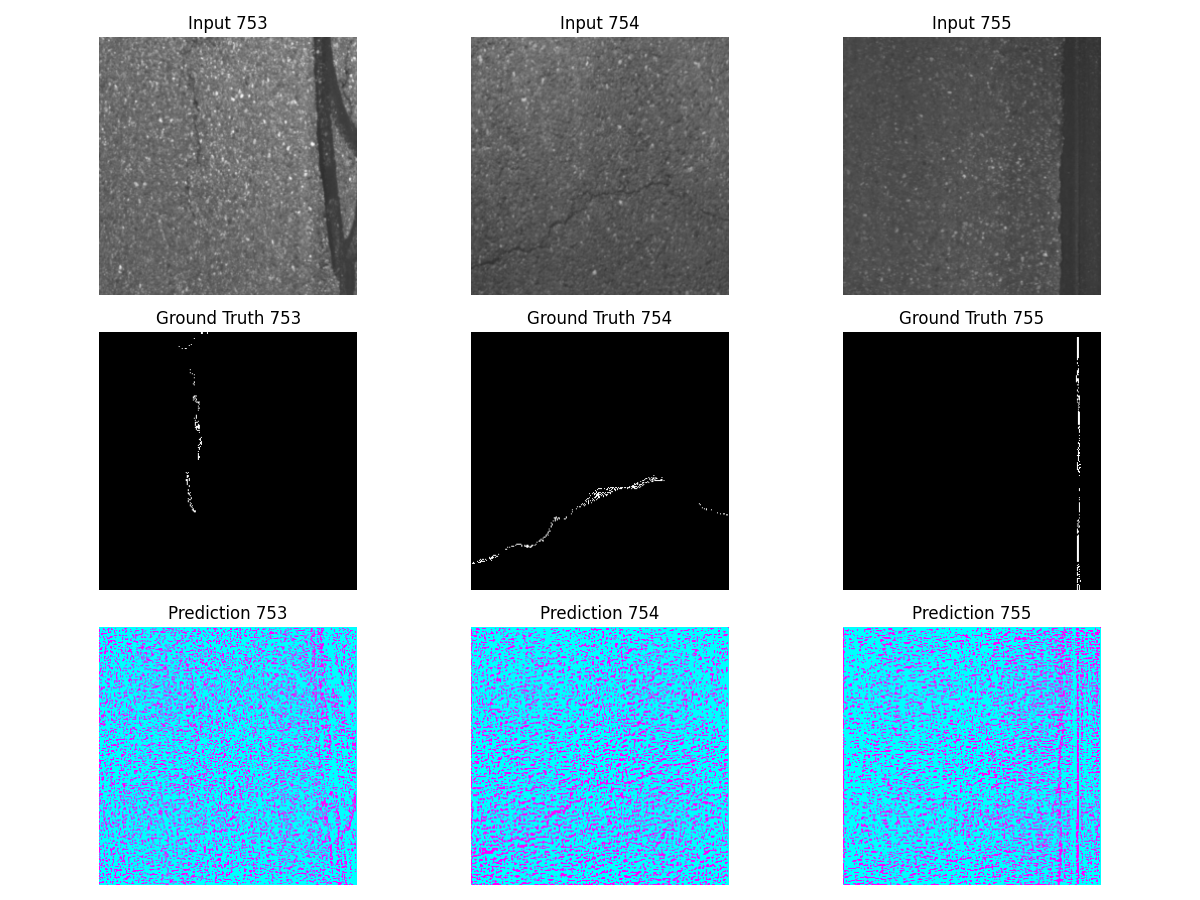 Input 753
Input 754
Input 755
Ground Truth 753
Ground Truth 754
Ground Truth 755
Prediction 753
Prediction 754
Prediction 755